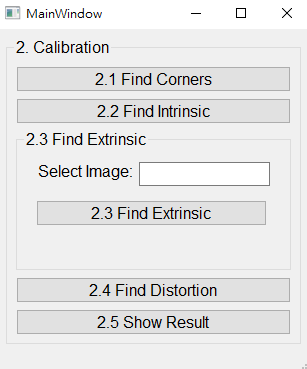 MainWindow
2. Calibration
2.1 Find Corners
2.2 Find Intrinsic
2.3 Find Extrinsic
Select Image:
2.3 Find Extrinsic
2.4 Find Distortion
2.5 Show Result